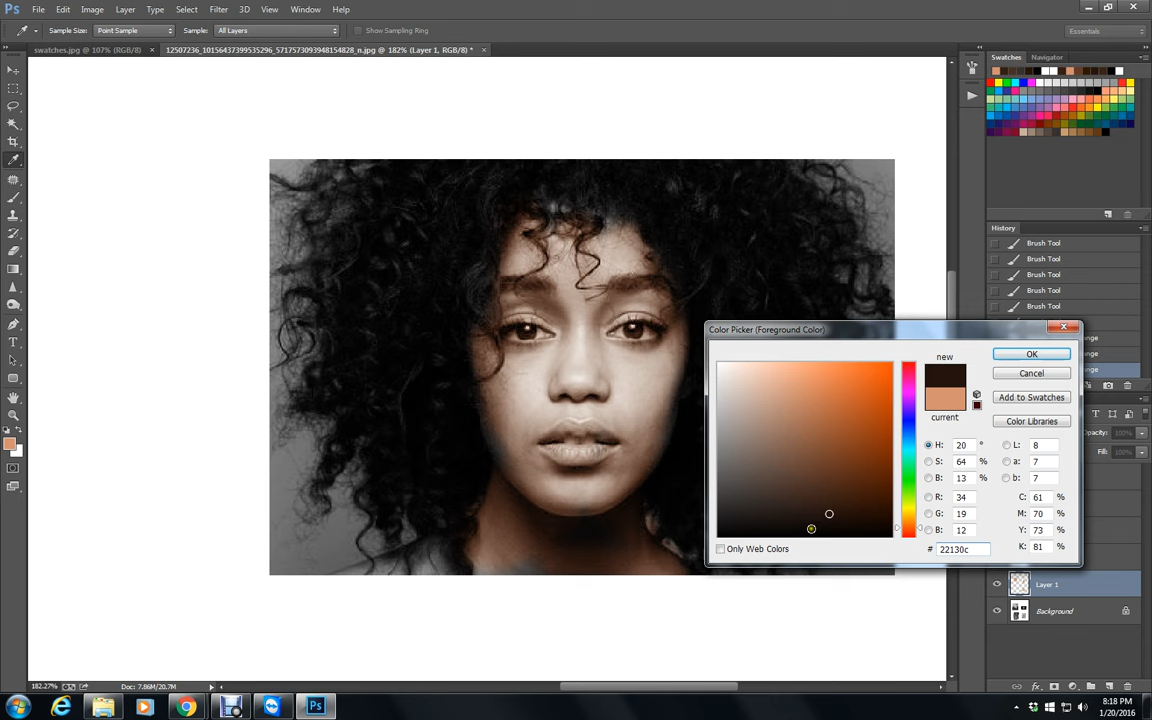 Ps File Edit Image Layer Type Select Filter 3D View Window Help
Sample Size: Point Sample Sample: All Layers Show Sampling Ring Essentials
swatches.jpg @ 107% (RGB/8) × 12507236_10156437399535296_5717573093948154828_n.jpg @ 182% (Layer 1, RGB/8) * ×
Swatches Navigator
History
Brush Tool
Brush Tool
Brush Tool
Brush Tool
Brush Tool
Color Picker (Foreground Color)
new
current
OK
Cancel
Add to Swatches
Color Libraries
H: 20 ° L: 8
S: 64 % a: 7
B: 13 % b: 7
R: 34 C: 61 %
G: 19 M: 70 %
B: 12 Y: 73 %
K: 81 %
Only Web Colors # 22130c
nge
nge
Opacity: 100%
Fill: 100%
Layer 1
Background
182.27% Doc: 7.86M/20.7M
8:18 PM
1/20/2016